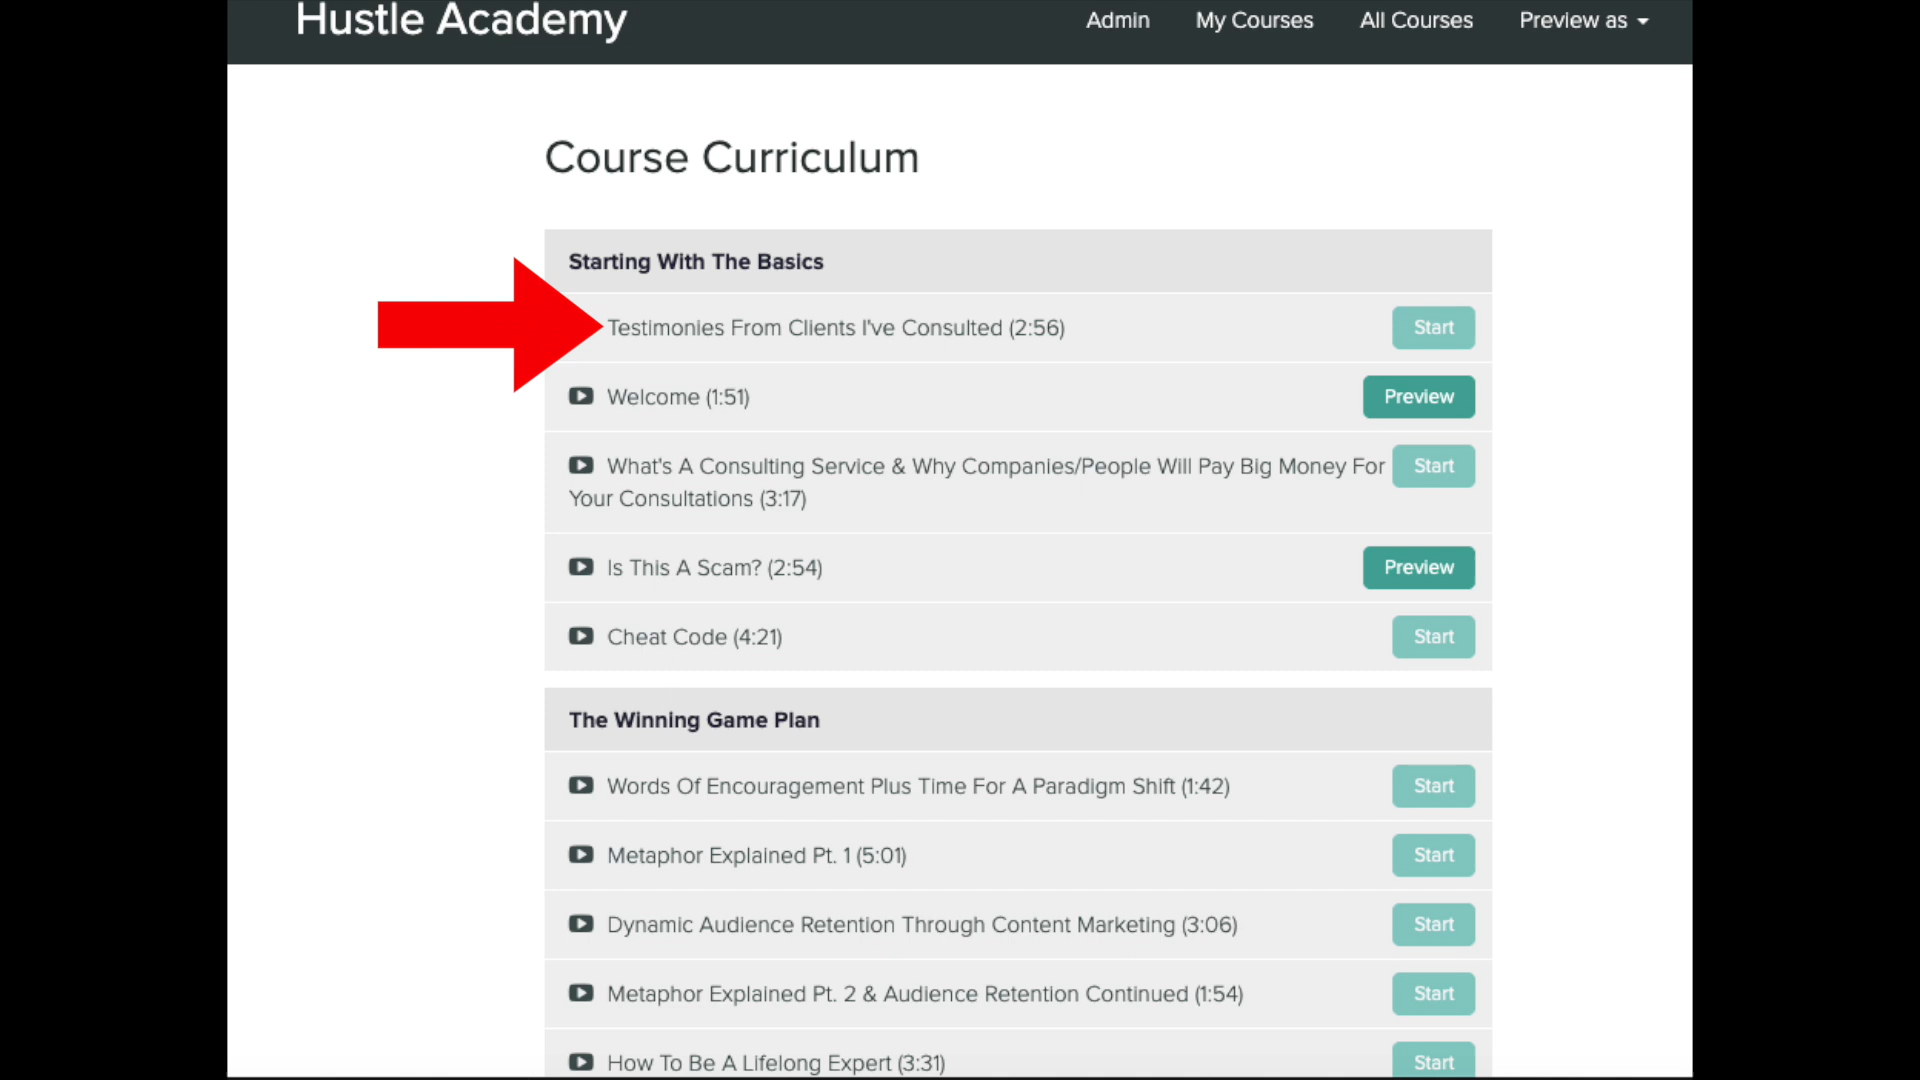 Hustle Academy
Admin
My Courses
All Courses
Preview as
Course Curriculum
Starting With The Basics
Testimonies From Clients I've Consulted (2:56)
Start
Welcome (1:51)
Preview
What's A Consulting Service & Why Companies/People Will Pay Big Money For
Your Consultations (3:17)
Start
Is This A Scam? (2:54)
Preview
Cheat Code (4:21)
Start
The Winning Game Plan
Words Of Encouragement Plus Time For A Paradigm Shift (1:42)
Start
Metaphor Explained Pt. 1 (5:01)
Start
Dynamic Audience Retention Through Content Marketing (3:06)
Start
Metaphor Explained Pt. 2 & Audience Retention Continued (1:54)
Start
How To Be A Lifelong Expert (3:31)
Start